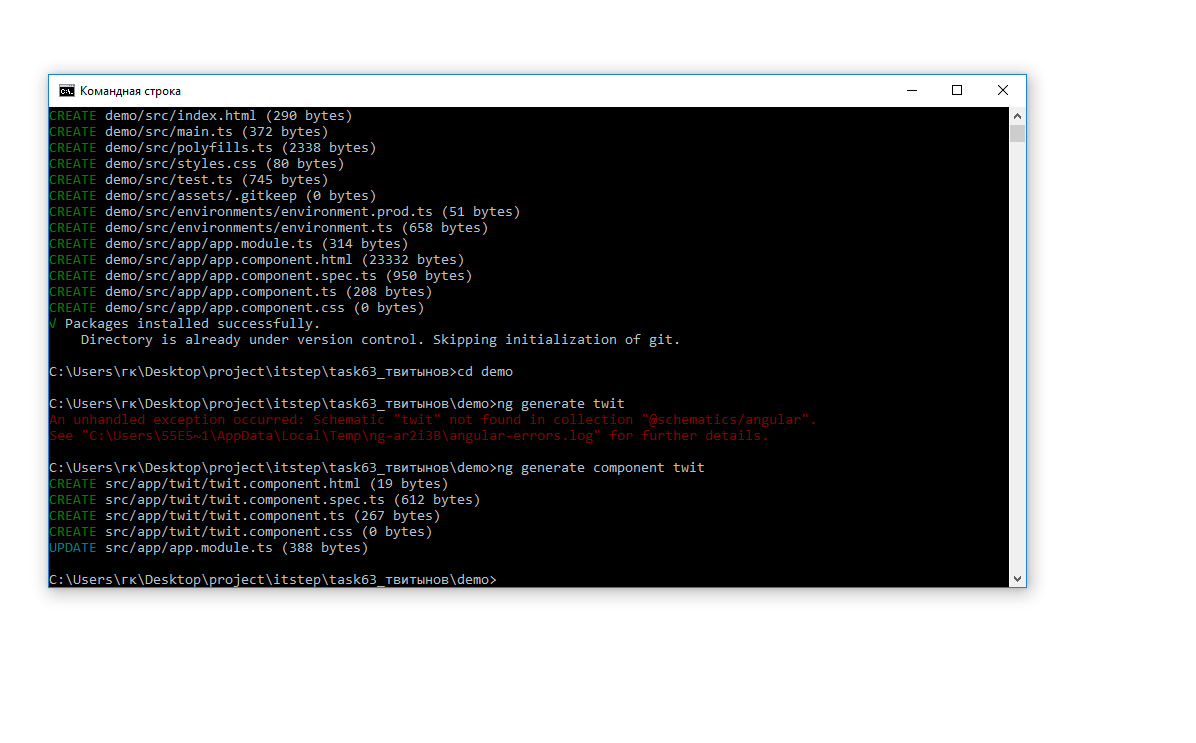 Командная строка
CREATE demo/src/index.html (290 bytes)
CREATE demo/src/main.ts (372 bytes)
CREATE demo/src/polyfills.ts (2338 bytes)
CREATE demo/src/styles.css (80 bytes)
CREATE demo/src/test.ts (745 bytes)
CREATE demo/src/assets/.gitkeep (0 bytes)
CREATE demo/src/environments/environment.prod.ts (51 bytes)
CREATE demo/src/environments/environment.ts (658 bytes)
CREATE demo/src/app/app.module.ts (314 bytes)
CREATE demo/src/app/app.component.html (23332 bytes)
CREATE demo/src/app/app.component.spec.ts (950 bytes)
CREATE demo/src/app/app.component.ts (208 bytes)
CREATE demo/src/app/app.component.css (0 bytes)
√ Packages installed successfully.
    Directory is already under version control. Skipping initialization of git.
C:\Users\гк\Desktop\project\itstep\task63_твитынов>cd demo
C:\Users\гк\Desktop\project\itstep\task63_твитынов\demo>ng generate twit
An unhandled exception occurred: Schematic "twit" not found in collection "@schematics/angular".
See "C:\Users\55E5~1\AppData\Local\Temp\ng-ar2i3B\angular-errors.log" for further details.
C:\Users\гк\Desktop\project\itstep\task63_твитынов\demo>ng generate component twit
CREATE src/app/twit/twit.component.html (19 bytes)
CREATE src/app/twit/twit.component.spec.ts (612 bytes)
CREATE src/app/twit/twit.component.ts (267 bytes)
CREATE src/app/twit/twit.component.css (0 bytes)
UPDATE src/app/app.module.ts (388 bytes)
C:\Users\гк\Desktop\project\itstep\task63_твитынов\demo>